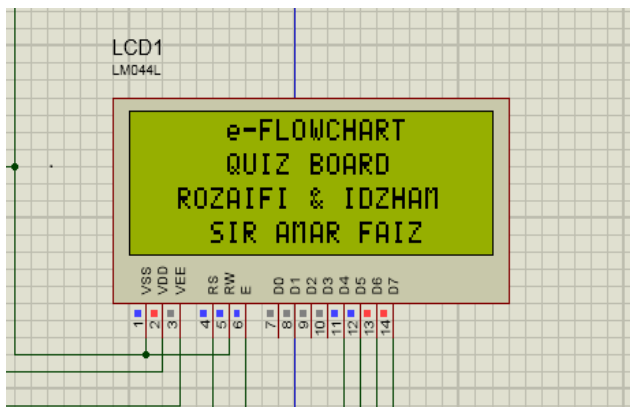 LCD1
LM044L
e-FLOWCHART
QUIZ BOARD
ROZAIFI & IDZHAM
SIR AMAR FAIZ
VSS VDD VEE RS RW E D0 D1 D2 D3 D4 D5 D6 D7
1 2 3 4 5 6 7 8 9 10 11 12 13 14